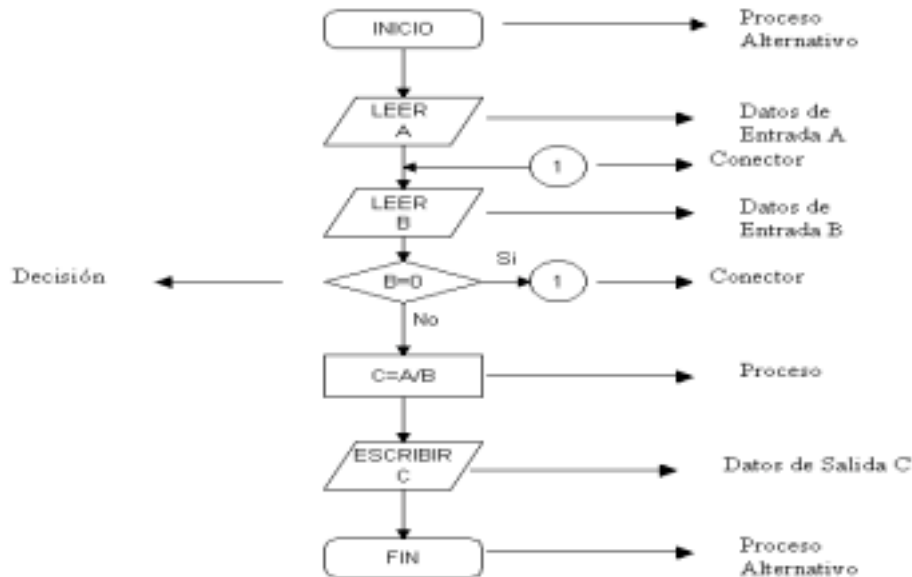 INICIO
Proceso
Alternativo
LEER
A
Datos de
Entrada A
1
Conector
LEER
B
Datos de
Entrada B
Decisión
B=0
Si
1
Conector
No
C=A/B
Proceso
ESCRIBIR
C
Datos de Salida C
FIN
Proceso
Alternativo